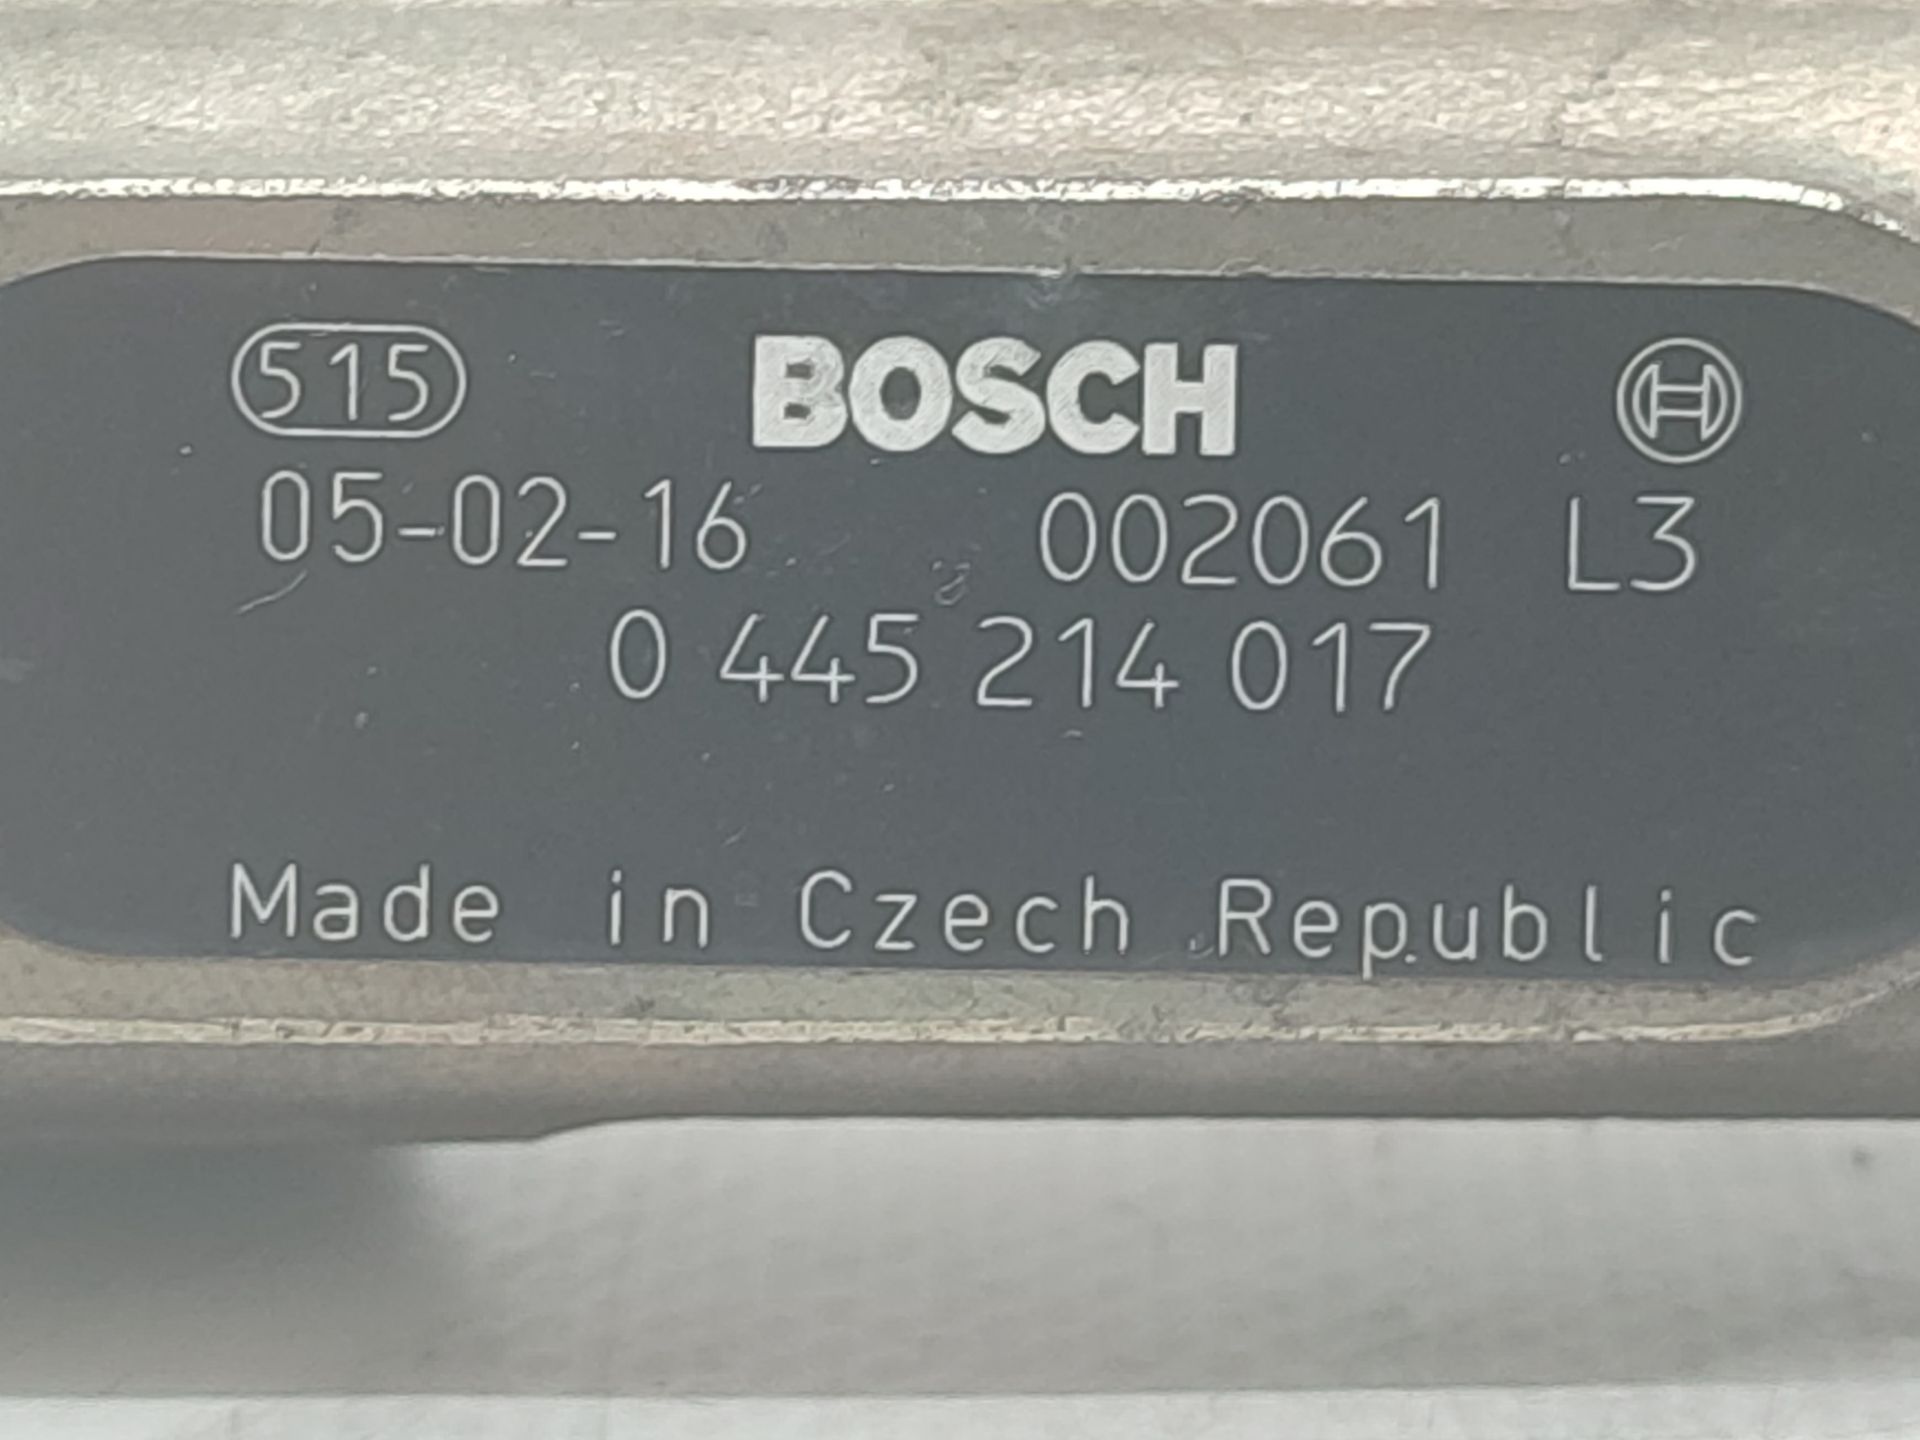 515 BOSCH
05-02-16 002061 L3
0 445 214 017
Made in Czech Republic